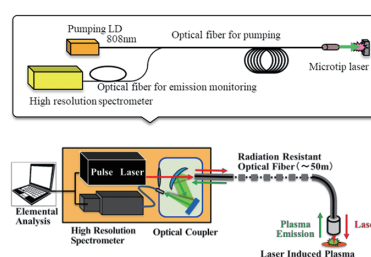 Pumping LD
808nm
Optical fiber for pumping
Microtip laser
Optical fiber for emission monitoring
High resolution spectrometer
Radiation Resistant
Optical Fiber (～50m)
Pulse Laser
Elemental
Analysis
High Resolution
Spectrometer
Optical Coupler
Plasma
Emission
Lase
Laser Induced Plasma